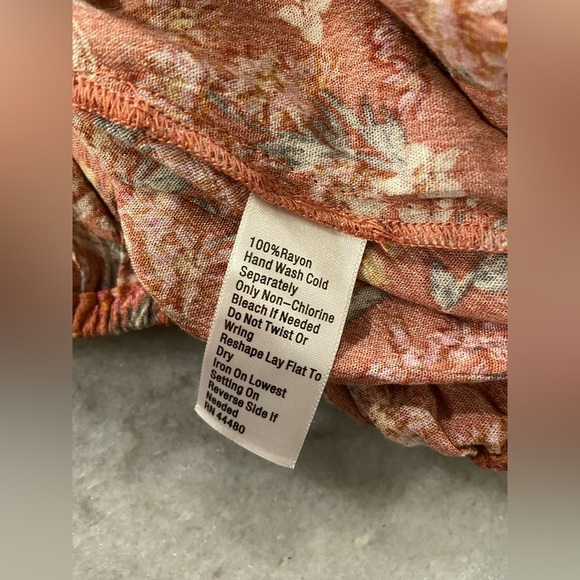 100%Rayon
Hand Wash Cold
Separately
Only Non-Chlorine
Bleach If Needed
Do Not Twist Or
Wring
Reshape Lay Flat To
Dry
Iron On Lowest
Setting On
Reverse Side If
Needed
RN 44480